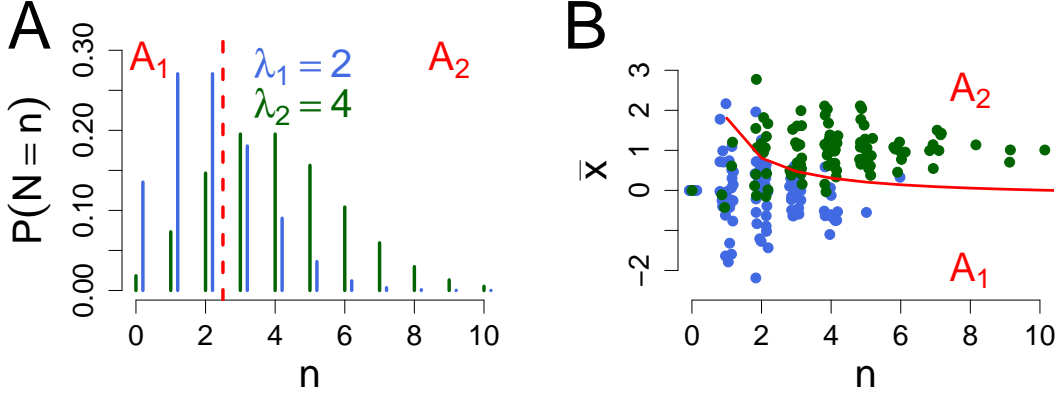 A
A₁
A₂
λ₁ = 2
λ₂ = 4
P(N = n)
0.30
0.20
0.10
0.00
0 2 4 6 8 10
n
B
A₂
A₁
x̅
3
2
1
0
−2
0 2 4 6 8 10
n